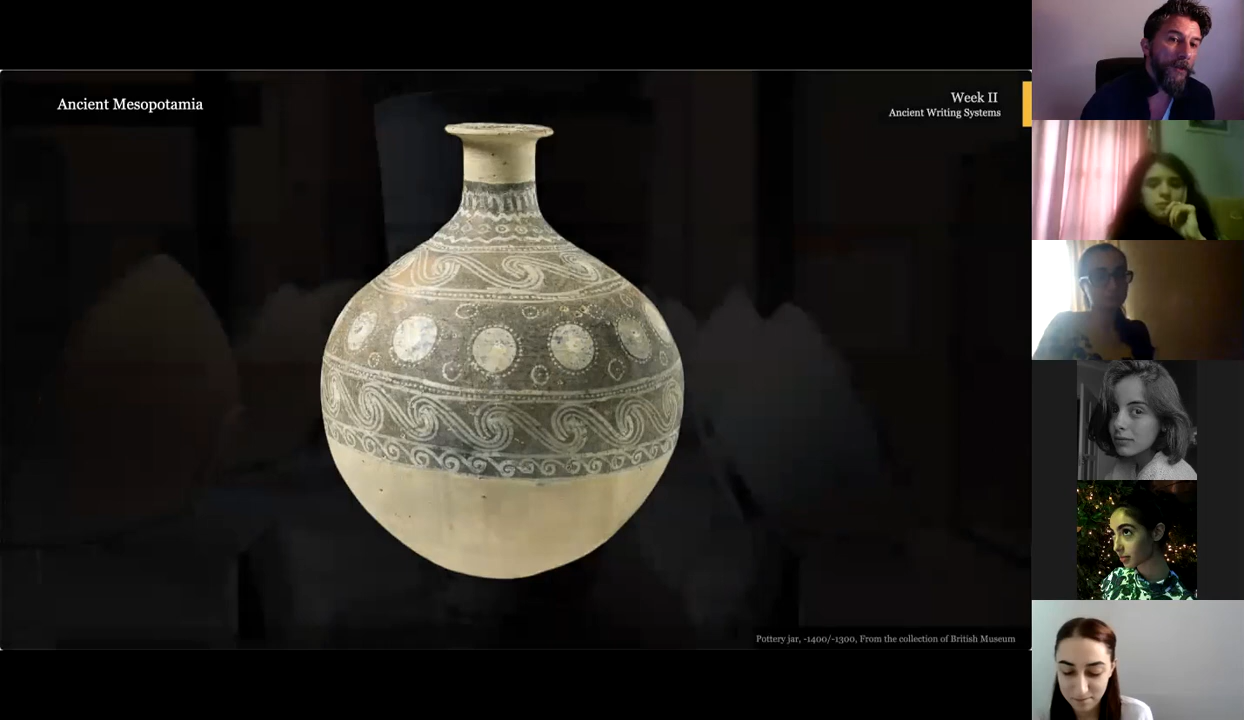 Ancient Mesopotamia
Week II
Ancient Writing Systems
Pottery jar, -1400/-1300, From the collection of British Museum